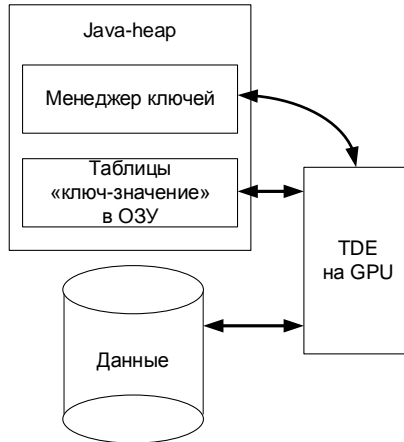 Java-heap
Менеджер ключей
Таблицы
«ключ-значение»
в ОЗУ
TDE
на GPU
Данные